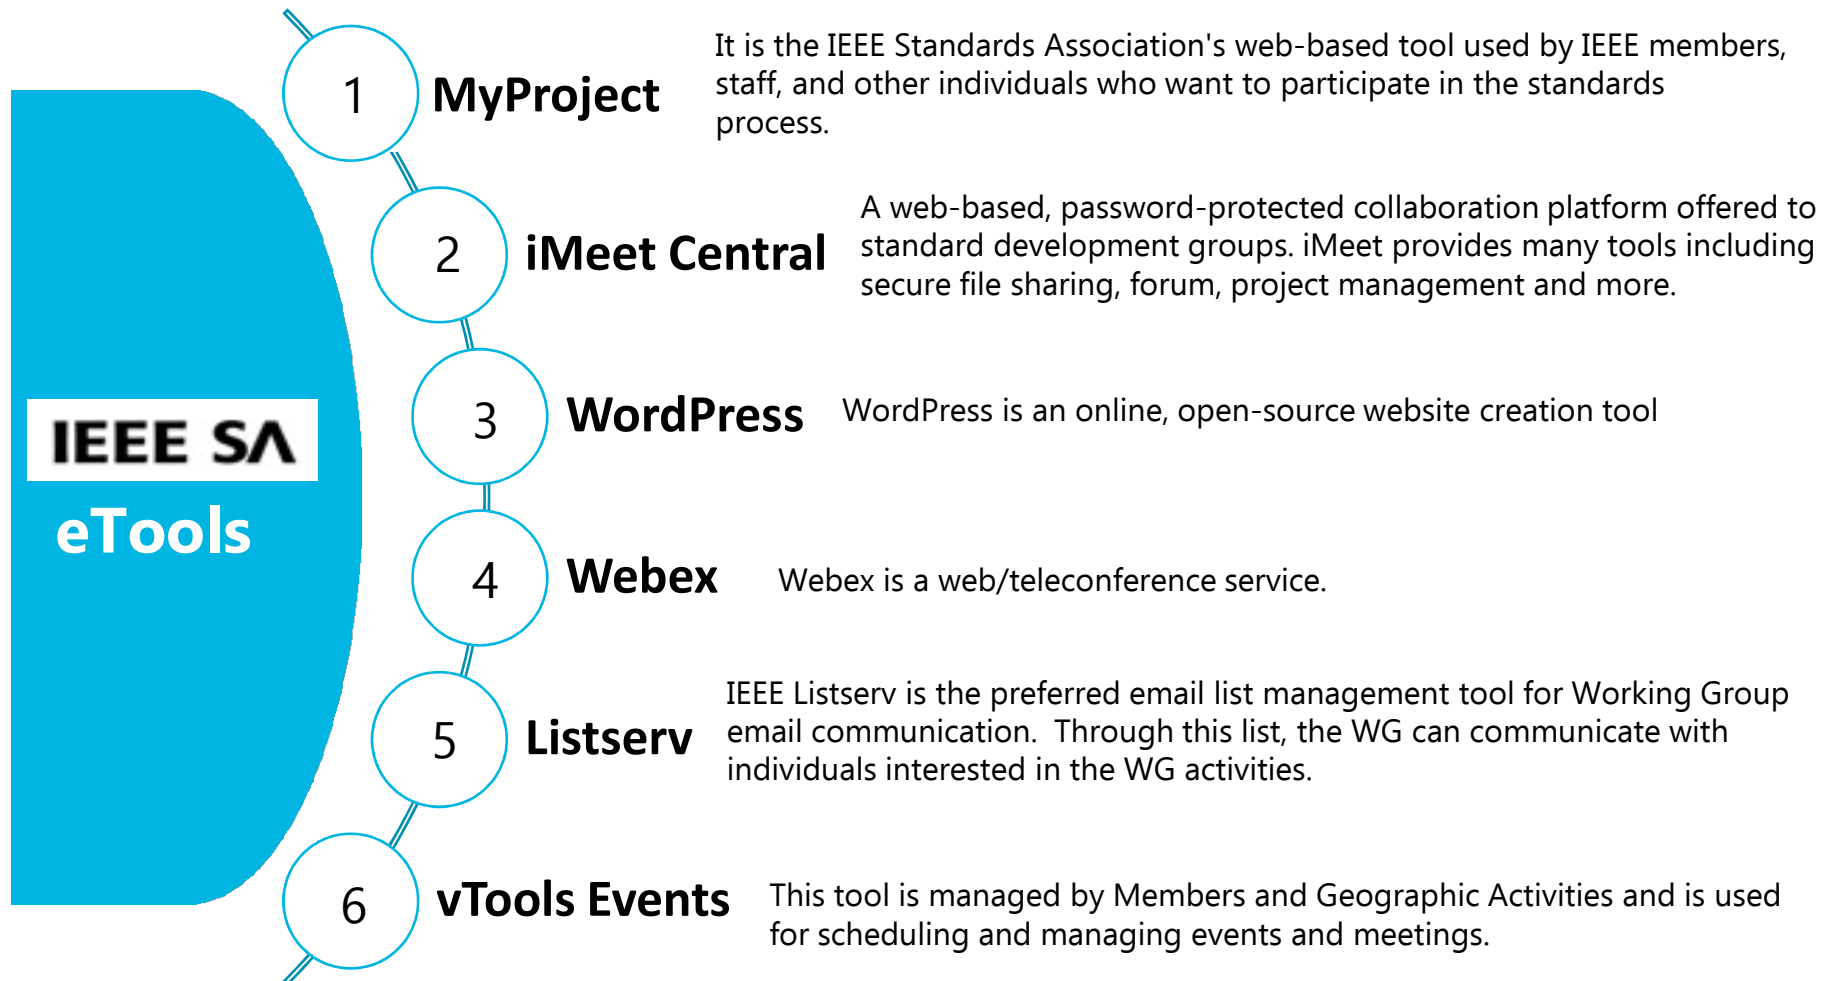 1
MyProject
It is the IEEE Standards Association's web-based tool used by IEEE members,
staff, and other individuals who want to participate in the standards
process.
2
iMeet Central
A web-based, password-protected collaboration platform offered to
standard development groups. iMeet provides many tools including
secure file sharing, forum, project management and more.
IEEE SA
eTools
3
WordPress
WordPress is an online, open-source website creation tool
4
Webex
Webex is a web/teleconference service.
5
Listserv
IEEE Listserv is the preferred email list management tool for Working Group
email communication.  Through this list, the WG can communicate with
individuals interested in the WG activities.
6
vTools Events
This tool is managed by Members and Geographic Activities and is used
for scheduling and managing events and meetings.